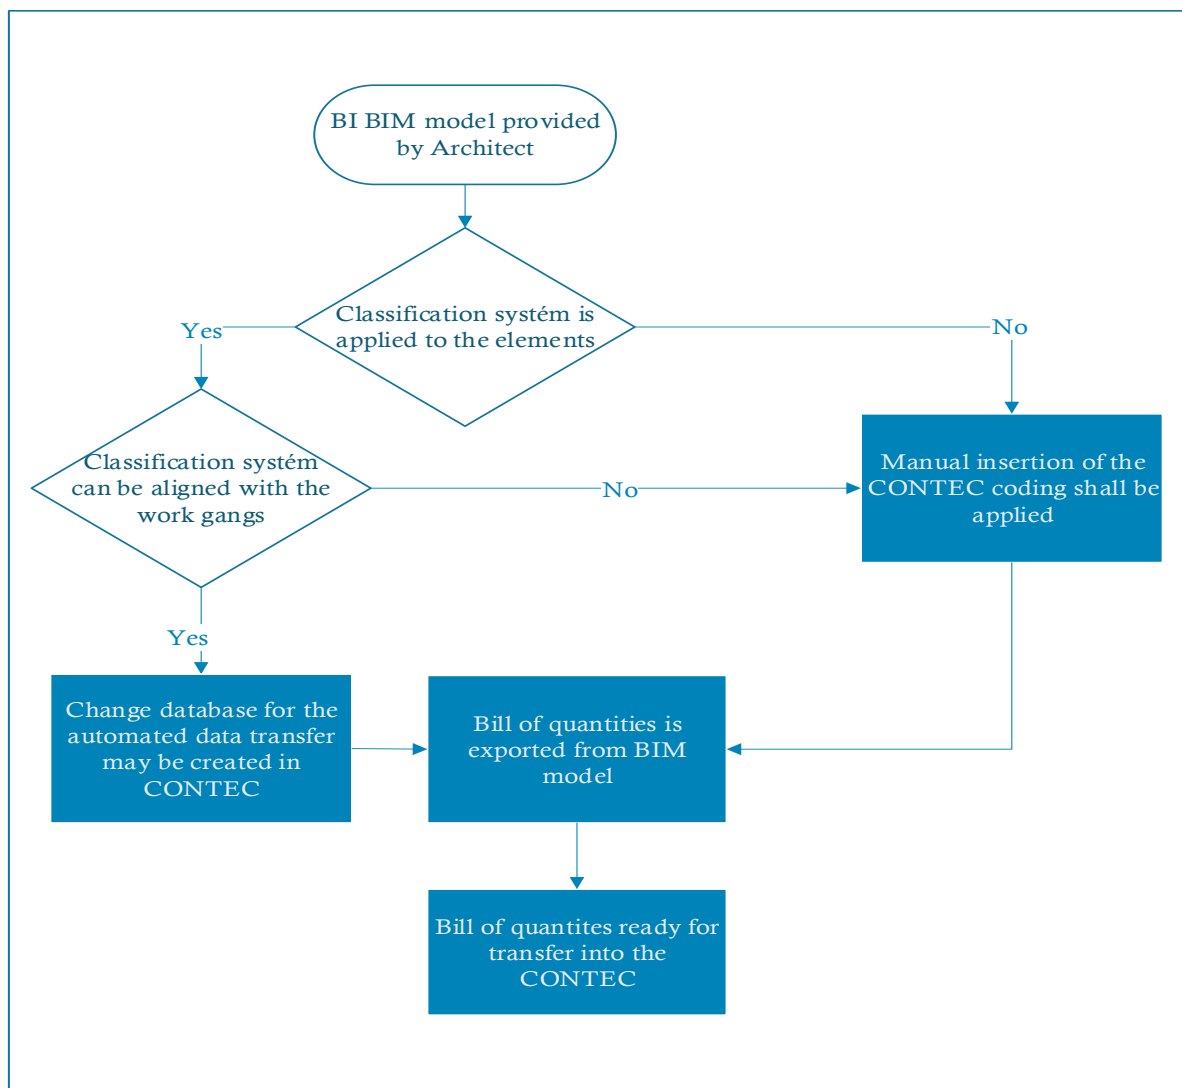 BI BIM model provided
by Architect
Classification systém is
applied to the elements
Yes
No
Classification systém
can be aligned with the
work gangs
No
Manual insertion of the
CONTEC coding shall be
applied
Yes
Change database for the
automated data transfer
may be created in
CONTEC
Bill of quantities is
exported from BIM
model
Bill of quantites ready for
transfer into the
CONTEC